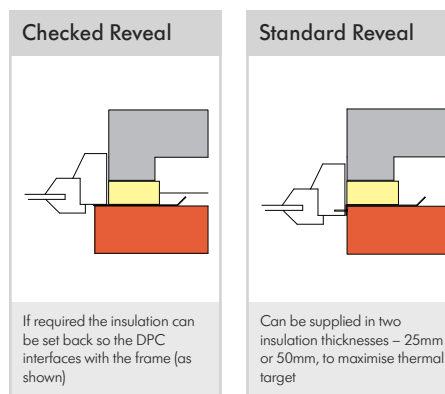 Checked Reveal
If required the insulation can
be set back so the DPC
interfaces with the frame (as
shown)
Standard Reveal
Can be supplied in two
insulation thicknesses – 25mm
or 50mm, to maximise thermal
target